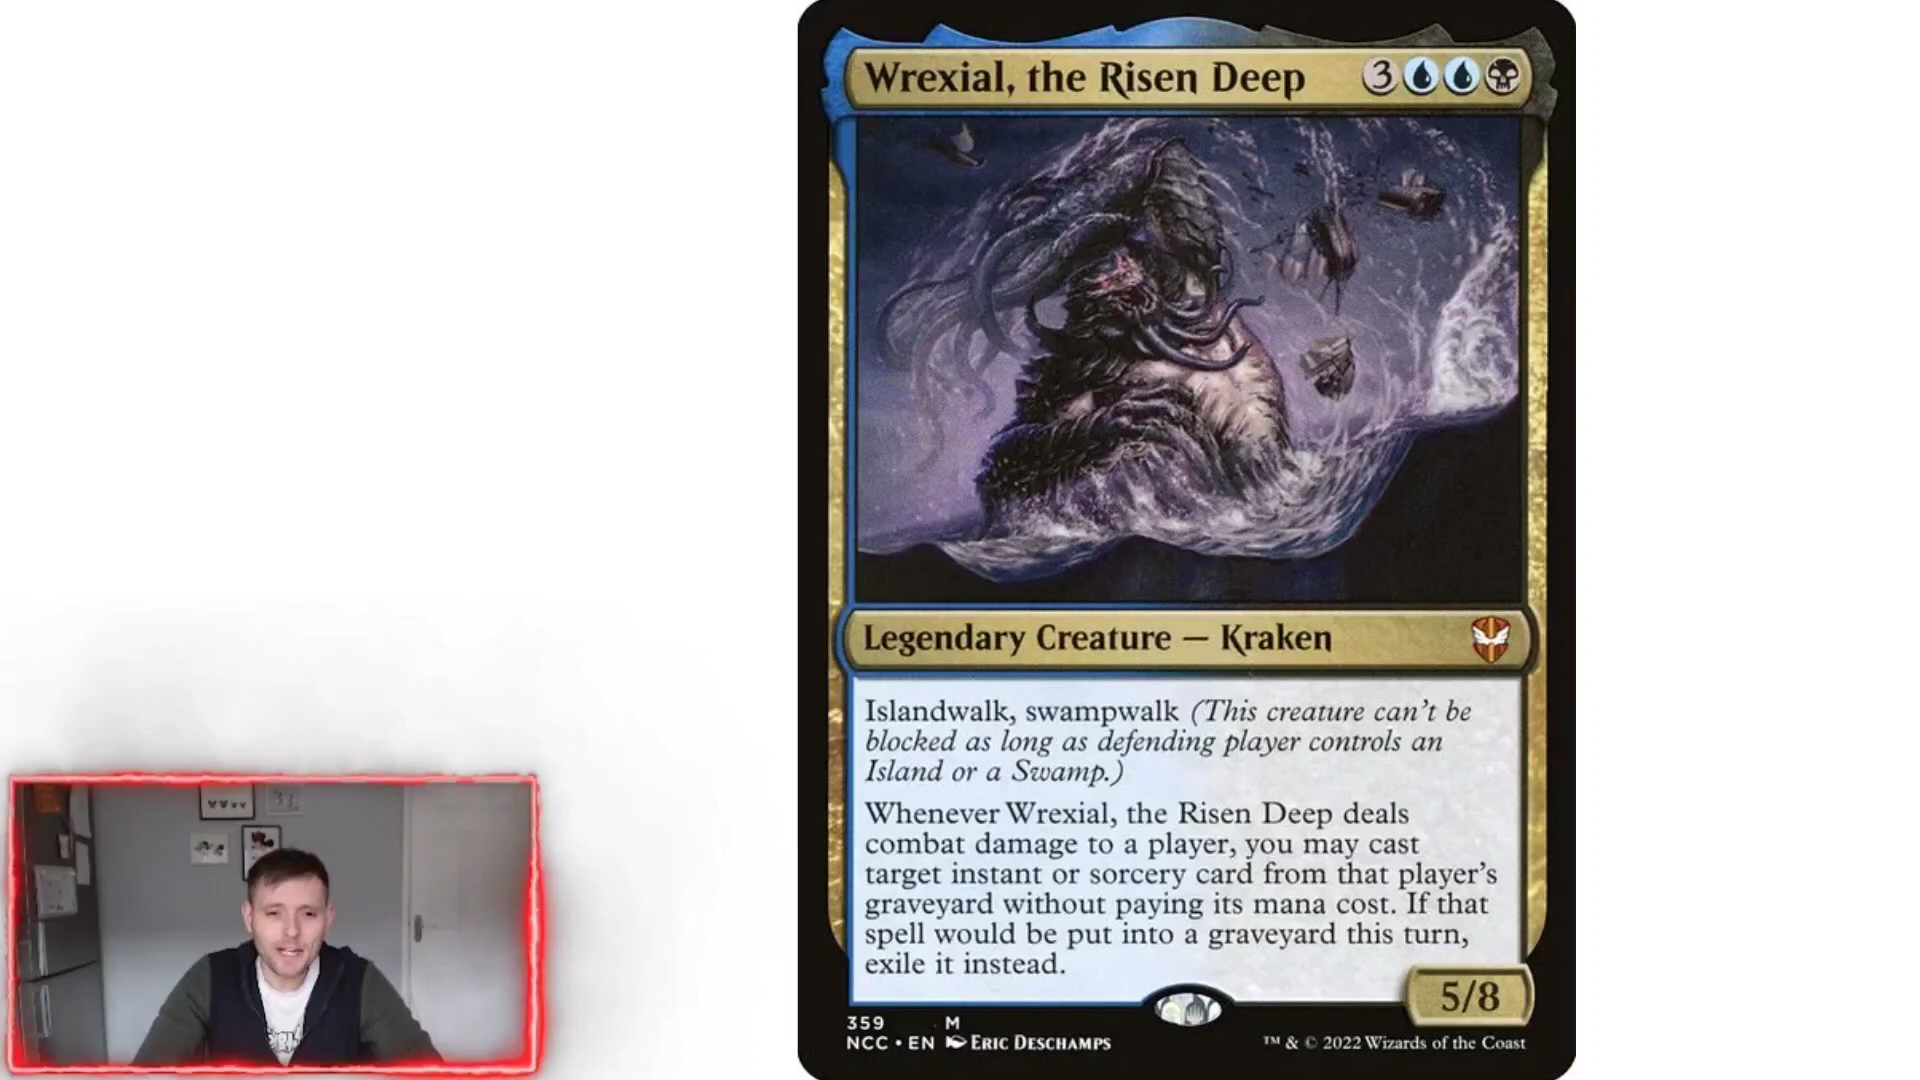 Wrexial, the Risen Deep 3
Legendary Creature — Kraken
Islandwalk, swampwalk (This creature can't be
blocked as long as defending player controls an
Island or a Swamp.)
Whenever Wrexial, the Risen Deep deals
combat damage to a player, you may cast
target instant or sorcery card from that player's
graveyard without paying its mana cost. If that
spell would be put into a graveyard this turn,
exile it instead.
5/8
359 M
NCC • EN Eric Deschamps
™ & © 2022 Wizards of the Coast